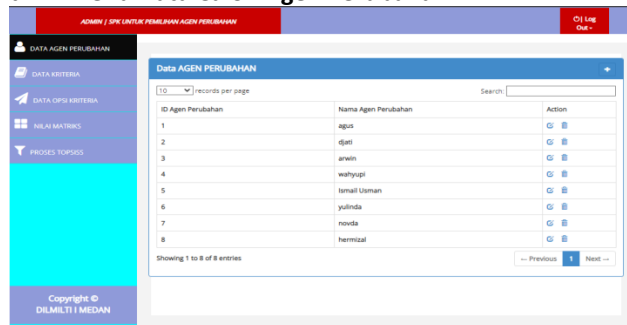 ADMIN / SPK UNTUK PEMILIHAN AGEN PERUBAHAN
Log Out
DATA AGEN PERUBAHAN
DATA KRITERIA
DATA OPSI KRITERIA
NILAI MATRIKS
PROSES TOPSISS
Data AGEN PERUBAHAN
10 records per page
Search:
ID Agen Perubahan Nama Agen Perubahan Action
1 agus
2 djati
3 arwin
4 wahyupi
5 Ismail Usman
6 yulinda
7 novda
8 hermizal
Showing 1 to 8 of 8 entries
← Previous 1 Next →
Copyright ©
DILMILTI I MEDAN